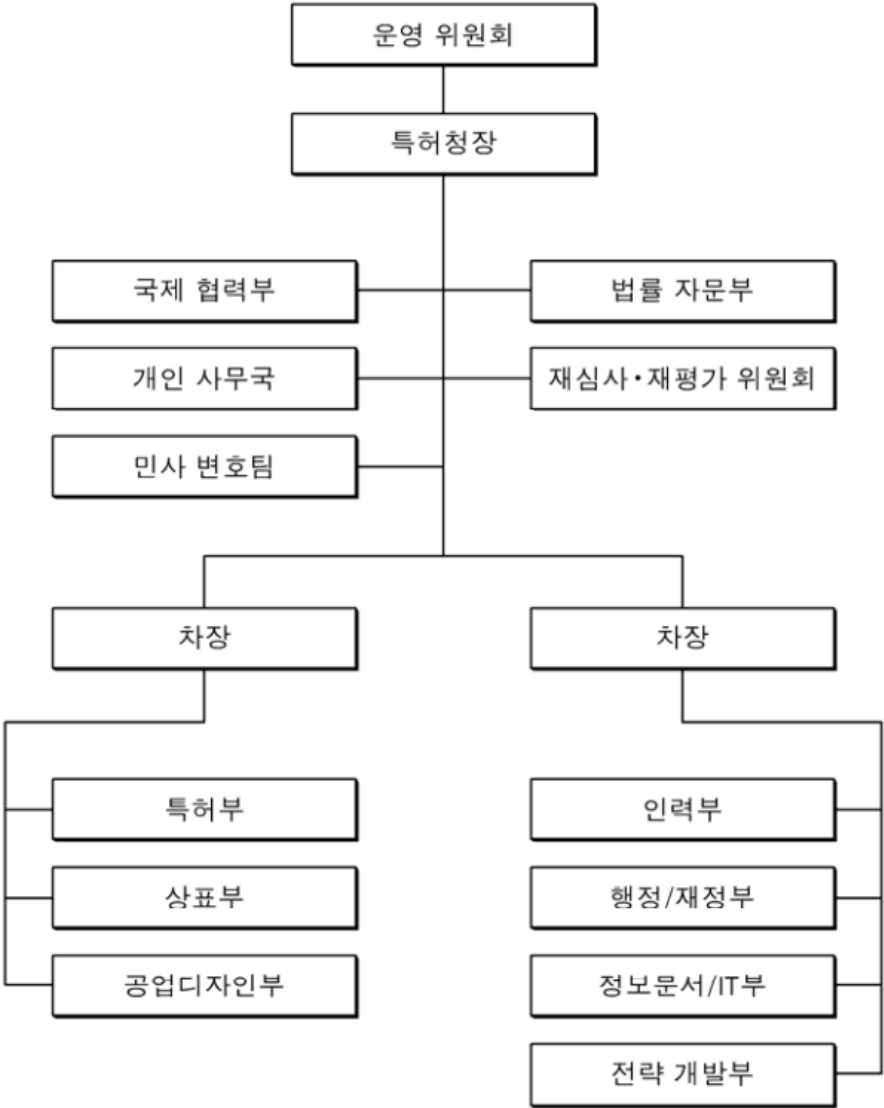 운영 위원회
특허청장
국제 협력부
법률 자문부
개인 사무국
재심사·재평가 위원회
민사 변호팀
차장
차장
특허부
인력부
상표부
행정/재정부
공업디자인부
정보문서/IT부
전략 개발부